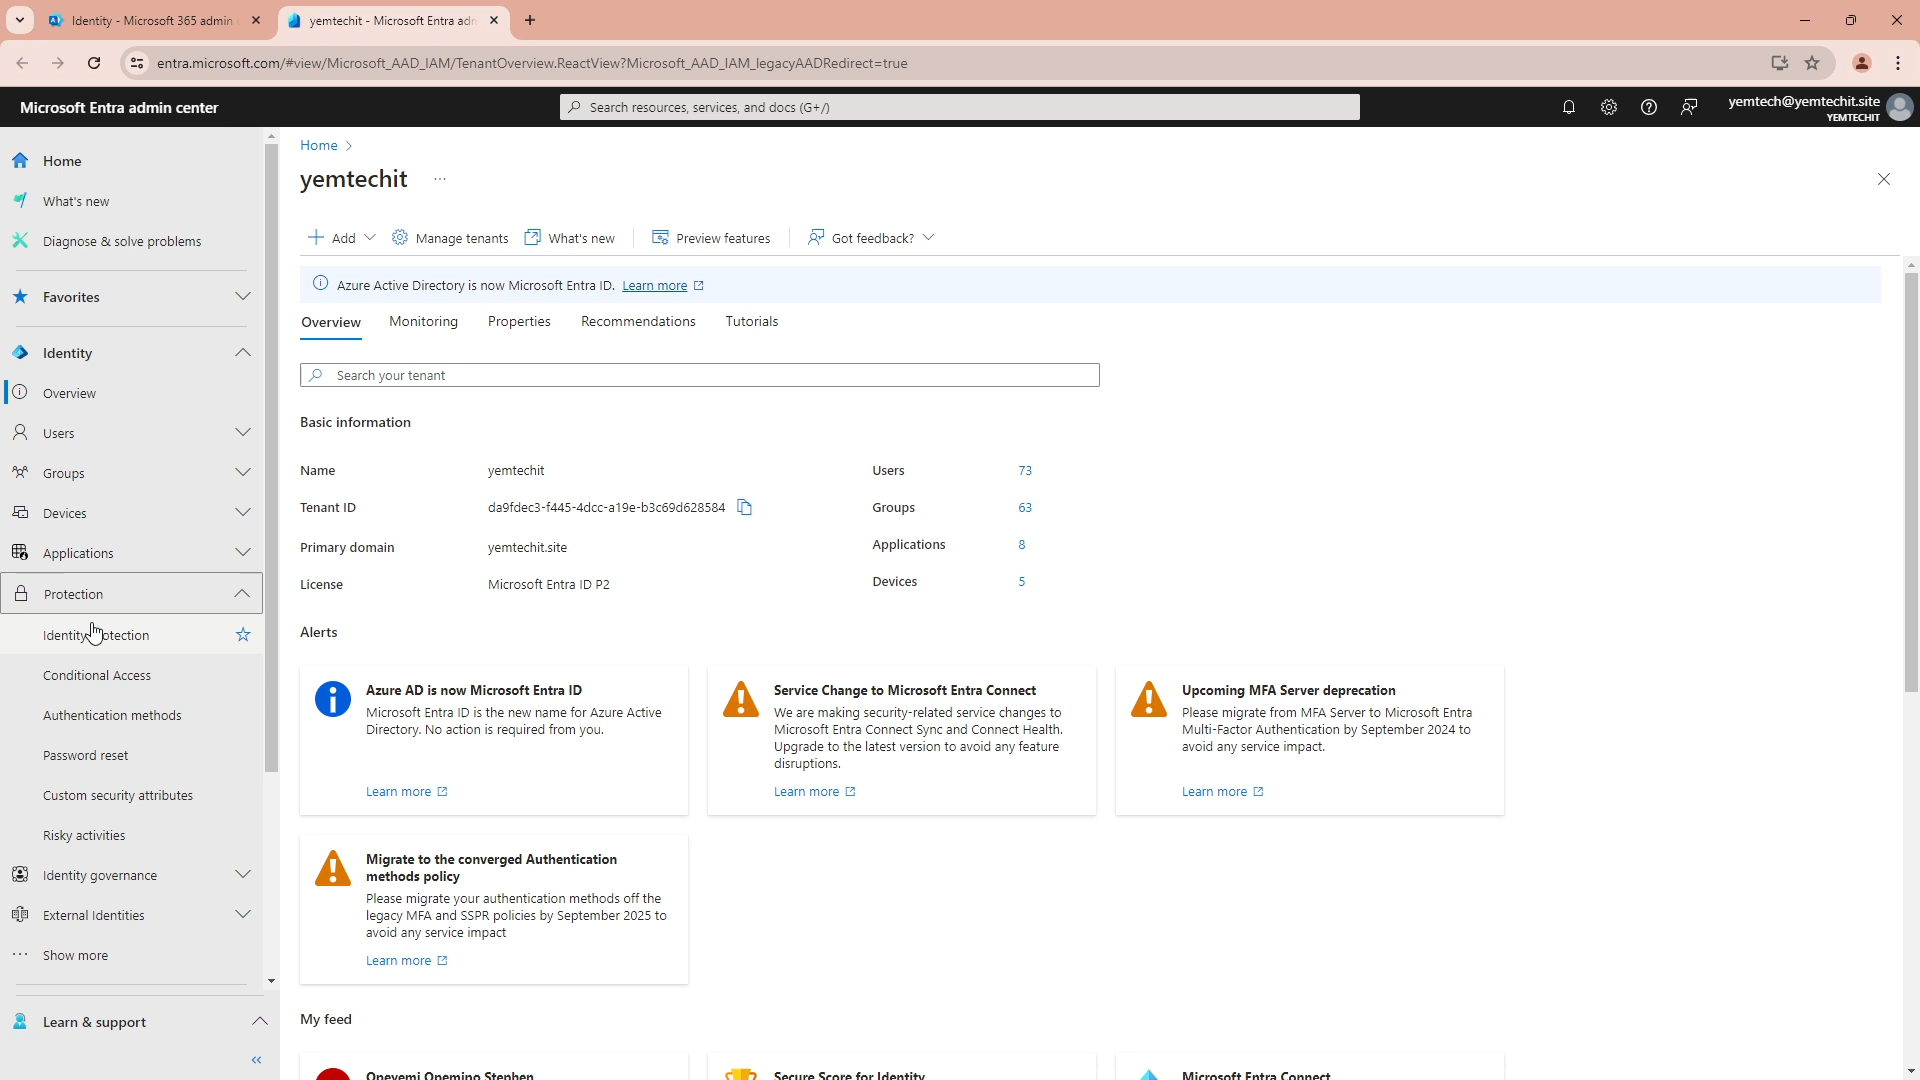 Identity - Microsoft 365 admin
yemtechit - Microsoft Entra adm
entra.microsoft.com/#view/Microsoft_AAD_IAM/TenantOverview.ReactView?Microsoft_AAD_IAM_legacyAADRedirect=true
Microsoft Entra admin center
Search resources, services, and docs (G+/)
yemtech@yemtechit.site
YEMTECHIT
Home
What's new
Diagnose & solve problems
Favorites
Identity
Overview
Users
Groups
Devices
Applications
Protection
Identity Protection
Conditional Access
Authentication methods
Password reset
Custom security attributes
Risky activities
Identity governance
External Identities
Show more
Learn & support
Home
yemtechit
Add
Manage tenants
What's new
Preview features
Got feedback?
Azure Active Directory is now Microsoft Entra ID. Learn more
Overview Monitoring Properties Recommendations Tutorials
Search your tenant
Basic information
Name yemtechit Users 73
Tenant ID da9fdec3-f445-4dcc-a19e-b3c69d628584 Groups 63
Primary domain yemtechit.site Applications 8
License Microsoft Entra ID P2 Devices 5
Alerts
Azure AD is now Microsoft Entra ID
Microsoft Entra ID is the new name for Azure Active
Directory. No action is required from you.
Learn more
Service Change to Microsoft Entra Connect
We are making security-related service changes to
Microsoft Entra Connect Sync and Connect Health.
Upgrade to the latest version to avoid any feature
disruptions.
Learn more
Upcoming MFA Server deprecation
Please migrate from MFA Server to Microsoft Entra
Multi-Factor Authentication by September 2024 to
avoid any service impact.
Learn more
Migrate to the converged Authentication
methods policy
Please migrate your authentication methods off the
legacy MFA and SSPR policies by September 2025 to
avoid any service impact
Learn more
My feed
Oneyemi Opemipo Stephen
Secure Score for Identity
Microsoft Entra Connect